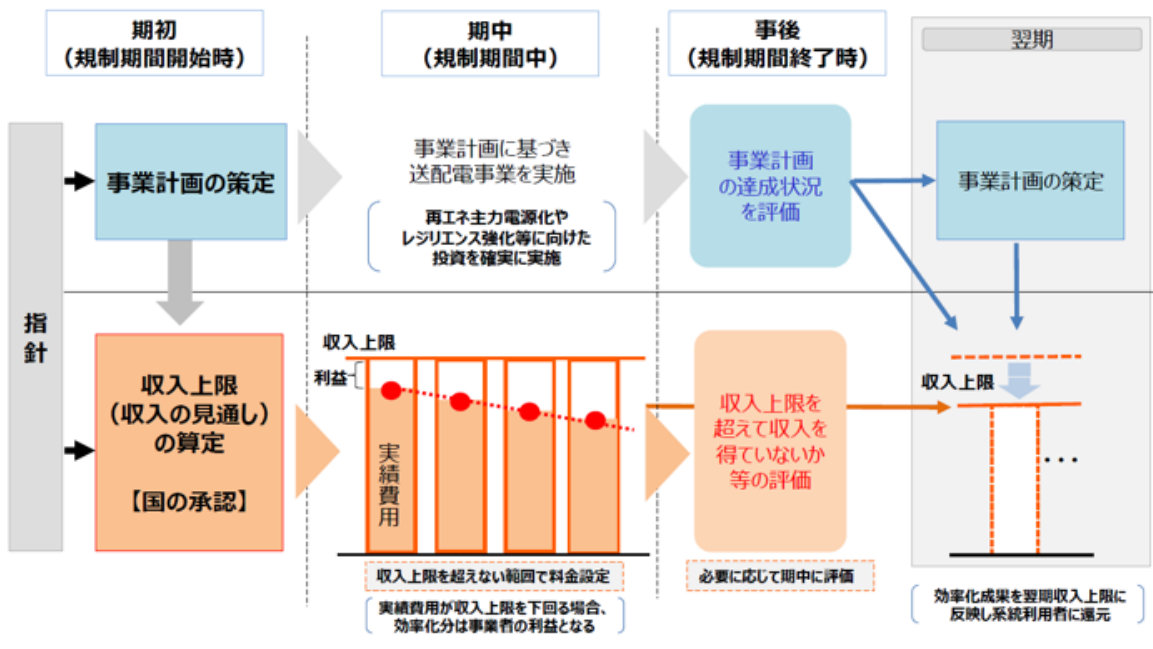 期初
（規制期間開始時）
期中
（規制期間中）
事後
（規制期間終了時）
翌期
指針
事業計画の策定
事業計画に基づき
送配電事業を実施
再エネ主力電源化や
レジリエンス強化等に向けた
投資を確実に実施
事業計画
の達成状況
を評価
事業計画の策定
収入上限
（収入の見通し）
の算定
【国の承認】
収入上限
利益
実績費用
収入上限を超えない範囲で料金設定
実績費用が収入上限を下回る場合、
効率化分は事業者の利益となる
収入上限を
超えて収入を
得ていないか
等の評価
必要に応じて期中に評価
収入上限
・・・
効率化成果を翌期収入上限に
反映し系統利用者に還元